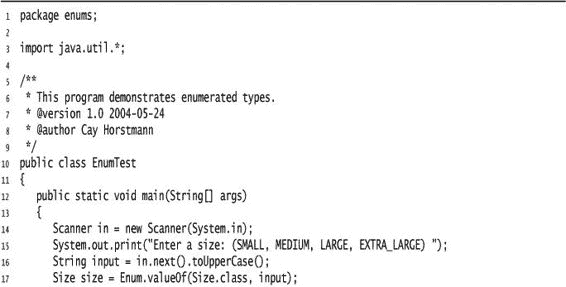 1 package enums;
2
3 import java.util.*;
4
5 /**
6 * This program demonstrates enumerated types.
7 * @version 1.0 2004-05-24
8 * @author Cay Horstmann
9 */
10 public class EnumTest
11 {
12 public static void main(String[] args)
13 {
14 Scanner in = new Scanner(System.in);
15 System.out.print("Enter a size: (SMALL, MEDIUM, LARGE, EXTRA_LARGE) ");
16 String input = in.next().toUpperCase();
17 Size size = Enum.valueOf(Size.class, input);